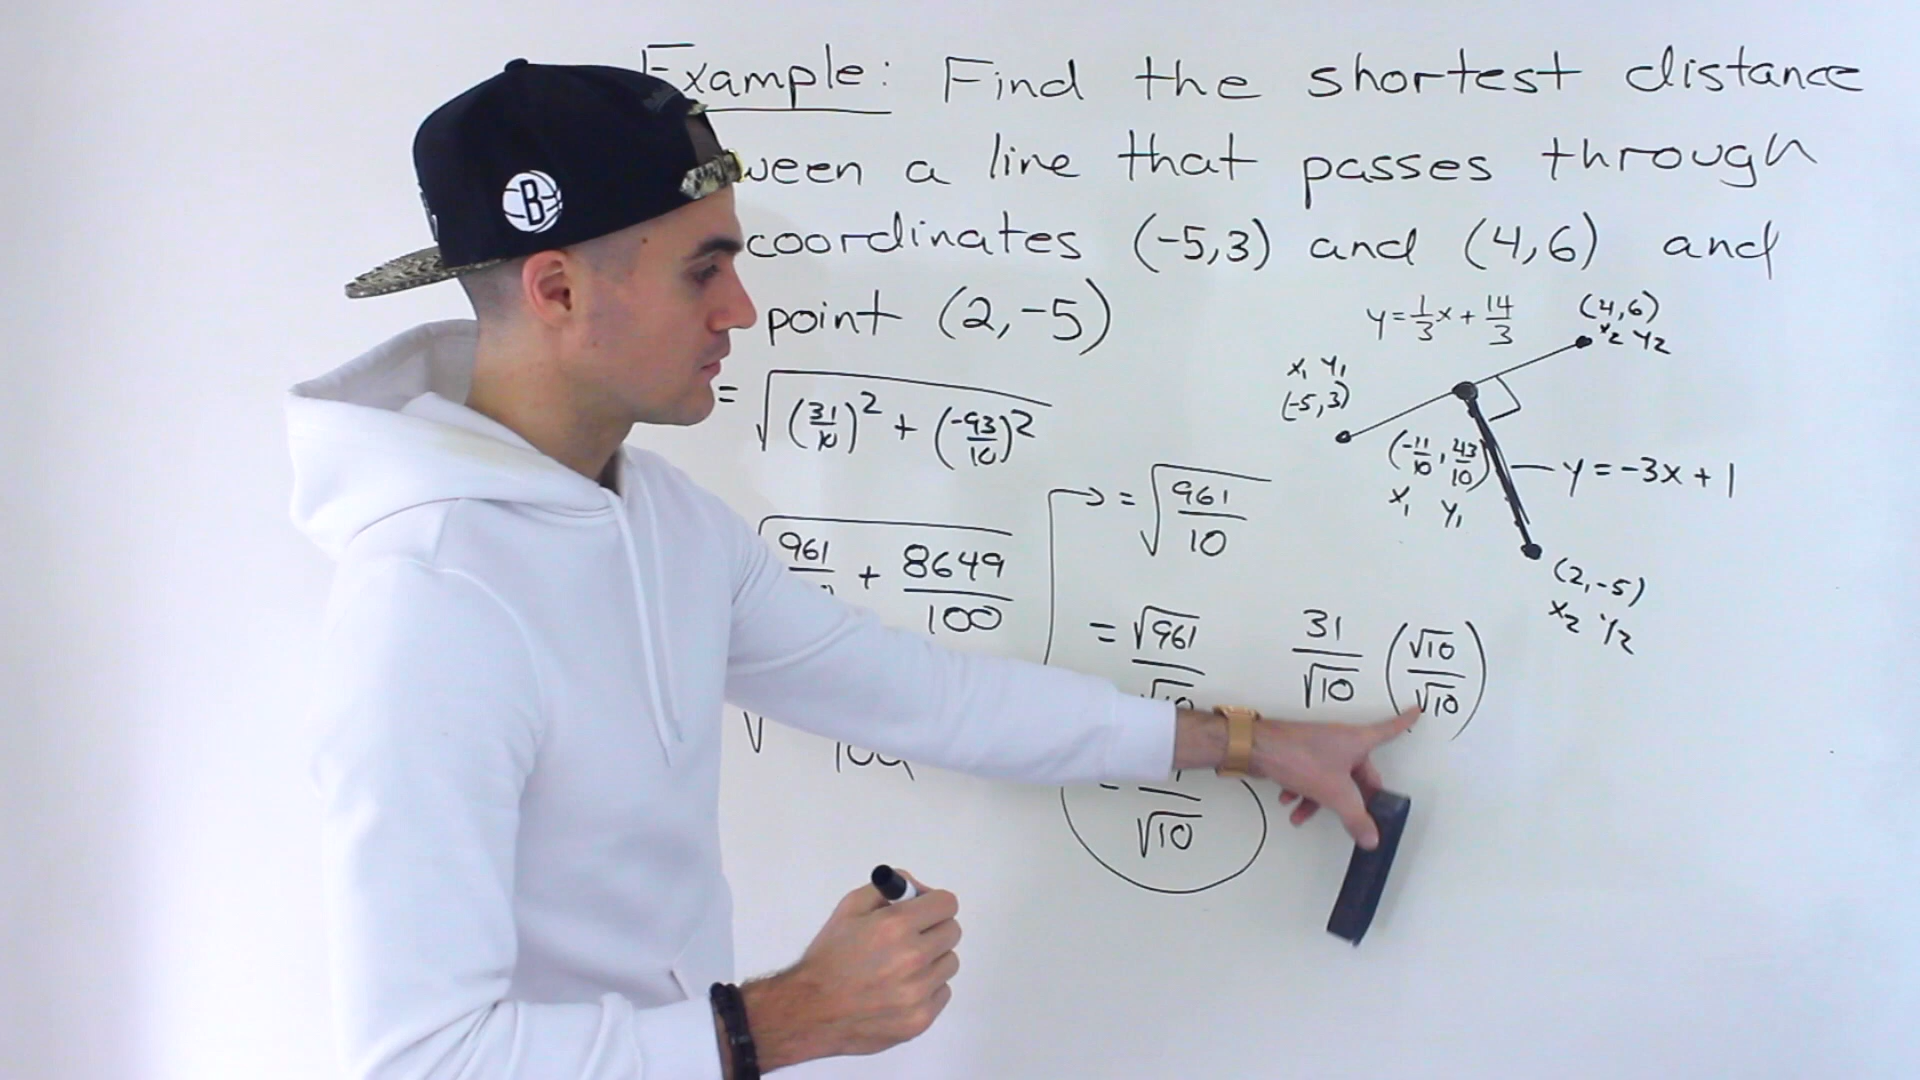 Example: Find the shortest distance
ween a line that passes through
coordinates (-5,3) and (4,6) and
point (2,-5)
y = 1/3 x + 14/3
(4,6)
x₂ y₂
x₁ y₁
(-5,3)
(-11/10, 43/10)
x₁ y₁
y = -3x + 1
(2,-5)
x₂ y₂
= √((31/10)² + (-93/10)²)
961 + 8649/100
100
→ = √(961/10)
= √961/√10
31/√10 (√10/√10)
= /√10
B